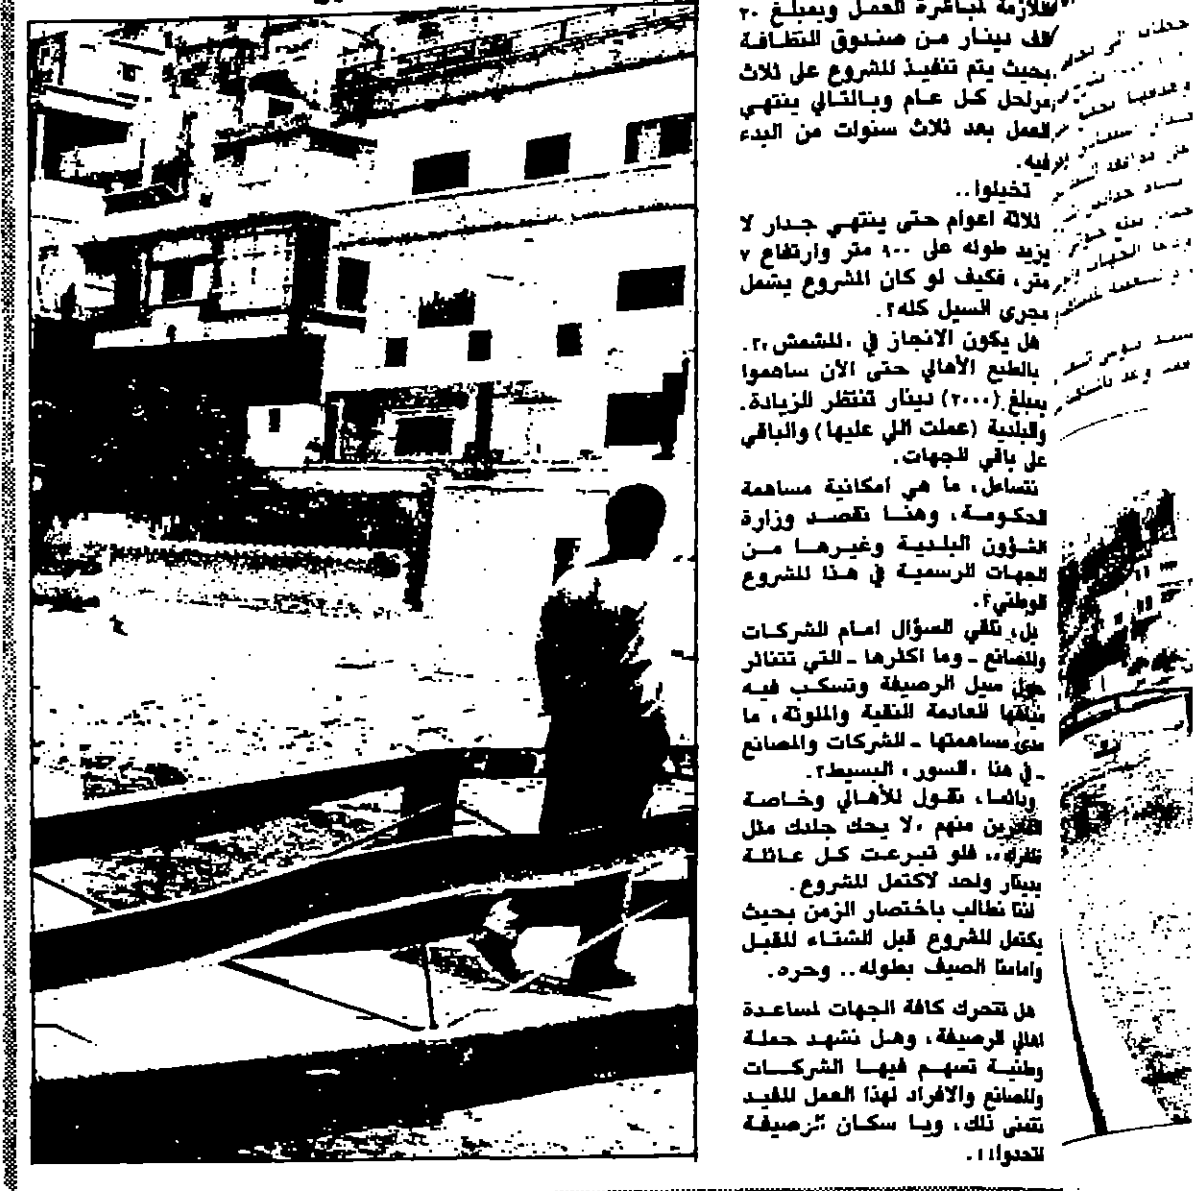 اللازمة لمباشرة العمل وبمبلغ ٣٠
الف دينار من صندوق النظافة
بحيث يتم تنفيذ المشروع على ثلاث
مراحل كل عام وبالتالي ينتهي
العمل بعد ثلاث سنوات من البدء
فيه.
تخيلوا..
ثلاثة اعوام حتى ينتهي جدار لا
يزيد طوله على ٩٠٠ متر وارتفاع ٧
متر، فكيف لو كان المشروع يشمل
مجرى السيل كله؟.
هل يكون الانجاز في «المشمش»؟.
بالطبع الأهالي حتى الآن ساهموا
بمبلغ (٢٠٠٠) دينار تنتظر الزيادة.
والبلدية (عملت اللي عليها) والباقي
على باقي الجهات.
نتساءل، ما هي امكانية مساهمة
الحكومة، وهنا نقصد وزارة
الشؤون البلدية وغيرها من
الجهات الرسمية في هذا المشروع
الوطني؟.
بل، نلقي السؤال امام الشركات
والمصانع ـ وما اكثرها ـ التي تتناثر
حول سيل الرصيفة وتسكب فيه
مياهها العادمة النقية والملوثة، ما
مدى مساهمتها ـ الشركات والمصانع
ـ في هذا «السور» البسيط؟.
ودائما، نقول للأهالي وخاصة
القادرين منهم «لا يحك جلدك مثل
ظفرك»، فلو تبرعت كل عائلة
بدينار واحد لاكتمل المشروع.
اننا نطالب باختصار الزمن بحيث
يكتمل المشروع قبل الشتاء المقبل
وامامنا الصيف بطوله.. وحره.
هل تتحرك كافة الجهات لمساعدة
اهالي الرصيفة، وهل نشهد حملة
وطنية تسهم فيها الشركات
والمصانع والافراد لهذا العمل المفيد
نتمنى ذلك، ويا سكان الرصيفة
اتحدوا!!.